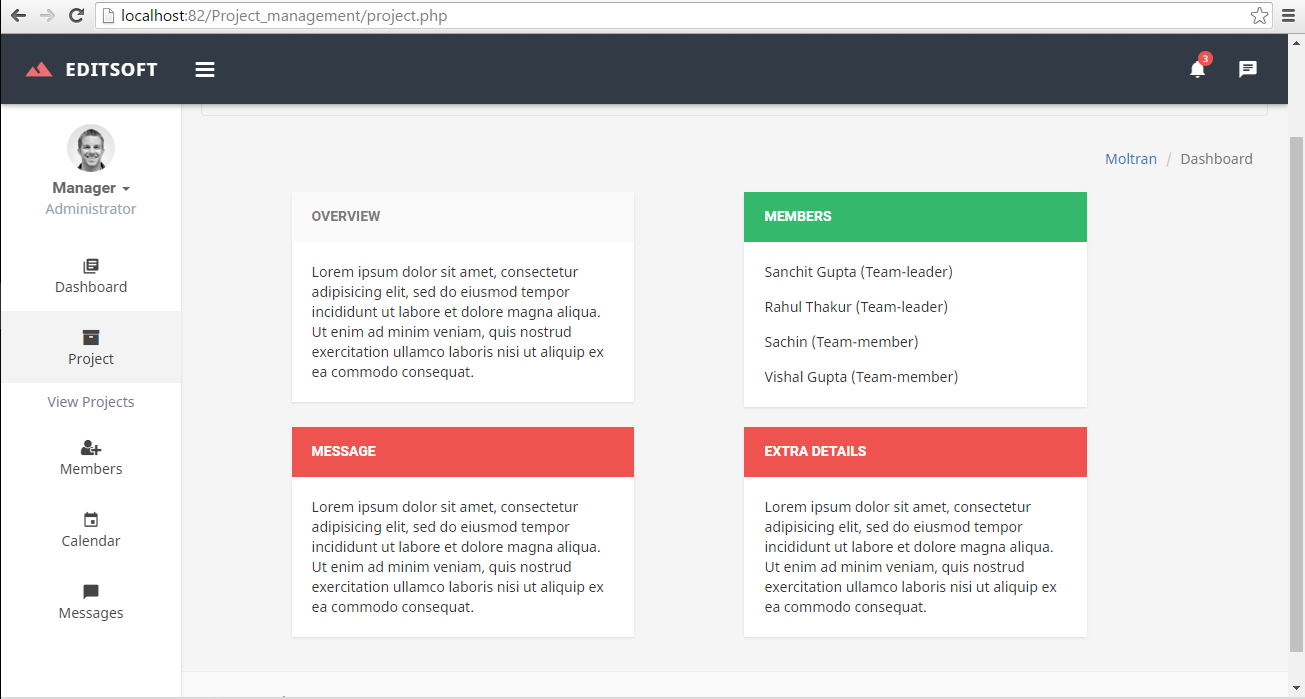 localhost:82/Project_management/project.php
EDITSOFT
3
Manager
Administrator
Dashboard
Project
View Projects
Members
Calendar
Messages
Moltran / Dashboard
OVERVIEW
Lorem ipsum dolor sit amet, consectetur
adipisicing elit, sed do eiusmod tempor
incididunt ut labore et dolore magna aliqua.
Ut enim ad minim veniam, quis nostrud
exercitation ullamco laboris nisi ut aliquip ex
ea commodo consequat.
MEMBERS
Sanchit Gupta (Team-leader)
Rahul Thakur (Team-leader)
Sachin (Team-member)
Vishal Gupta (Team-member)
MESSAGE
Lorem ipsum dolor sit amet, consectetur
adipisicing elit, sed do eiusmod tempor
incididunt ut labore et dolore magna aliqua.
Ut enim ad minim veniam, quis nostrud
exercitation ullamco laboris nisi ut aliquip ex
ea commodo consequat.
EXTRA DETAILS
Lorem ipsum dolor sit amet, consectetur
adipisicing elit, sed do eiusmod tempor
incididunt ut labore et dolore magna aliqua.
Ut enim ad minim veniam, quis nostrud
exercitation ullamco laboris nisi ut aliquip ex
ea commodo consequat.